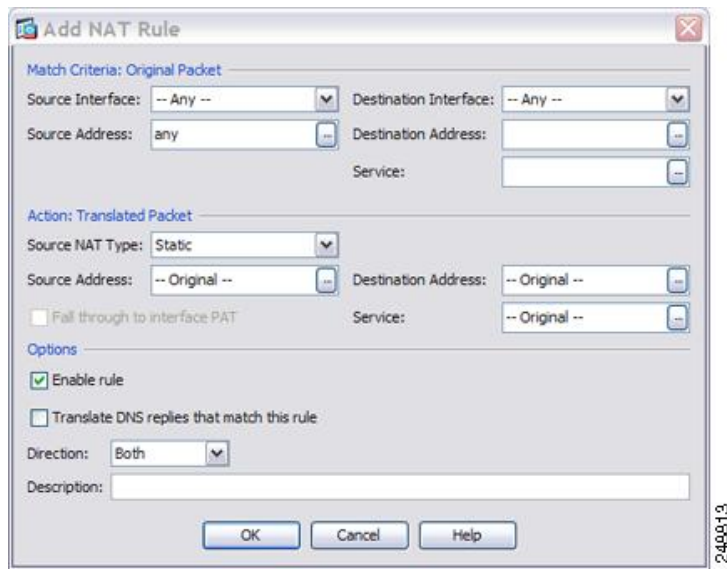 Add NAT Rule
Match Criteria: Original Packet
Source Interface: -- Any -- Destination Interface: -- Any --
Source Address: any ... Destination Address: ...
Service: ...
Action: Translated Packet
Source NAT Type: Static
Source Address: -- Original -- ... Destination Address: -- Original -- ...
Fall through to interface PAT Service: -- Original -- ...
Options
Enable rule
Translate DNS replies that match this rule
Direction: Both
Description:
OK Cancel Help
248813